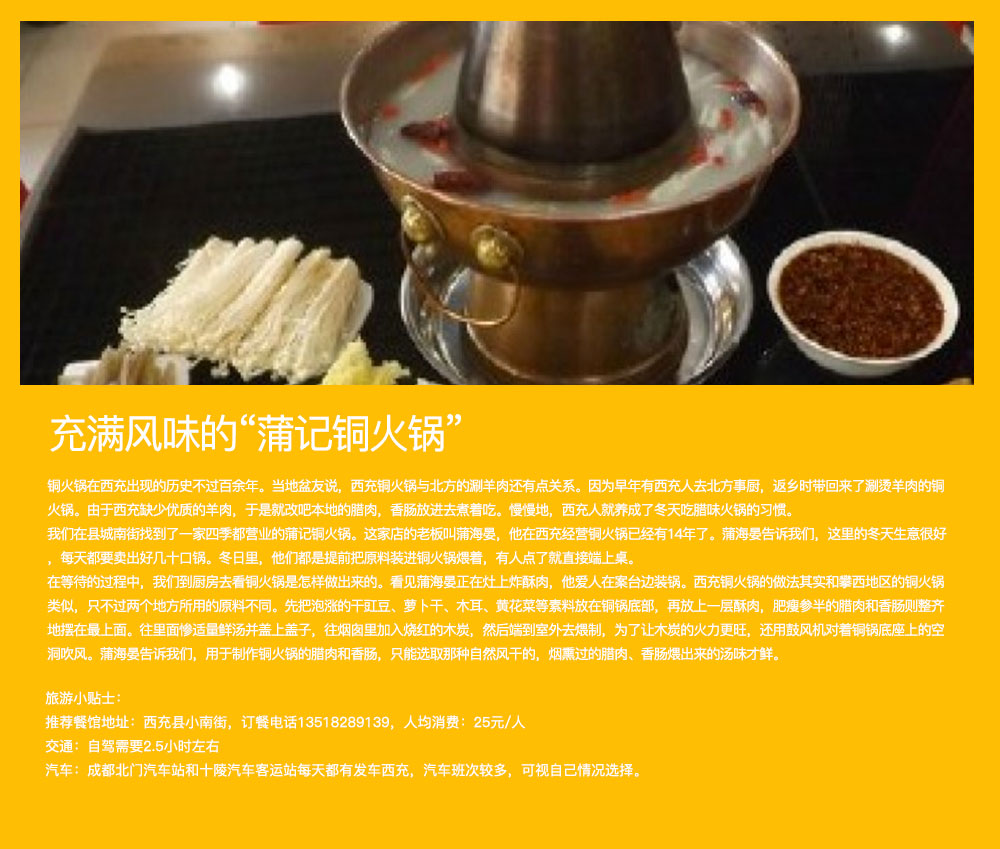 充满风味的“蒲记铜火锅”
铜火锅在西充出现的历史不过百余年。当地盆友说，西充铜火锅与北方的涮羊肉还有点关系。因为早年有西充人去北方事厨，返乡时带回来了涮烫羊肉的铜
火锅。由于西充缺少优质的羊肉，于是就改吧本地的腊肉，香肠放进去煮着吃。慢慢地，西充人就养成了冬天吃腊味火锅的习惯。
我们在县城南街找到了一家四季都营业的蒲记铜火锅。这家店的老板叫蒲海晏，他在西充经营铜火锅已经有14年了。蒲海晏告诉我们，这里的冬天生意很好
，每天都要卖出好几十口锅。冬日里，他们都是提前把原料装进铜火锅煨着，有人点了就直接端上桌。
在等待的过程中，我们到厨房去看铜火锅是怎样做出来的。看见蒲海晏正在灶上炸酥肉，他爱人在案台边装锅。西充铜火锅的做法其实和攀西地区的铜火锅
类似，只不过两个地方所用的原料不同。先把泡涨的干豇豆、萝卜干、木耳、黄花菜等素料放在铜锅底部，再放上一层酥肉，肥瘦参半的腊肉和香肠则整齐
地摆在最上面。往里面惨适量鲜汤并盖上盖子，往烟囱里加入烧红的木炭，然后端到室外去煨制，为了让木炭的火力更旺，还用鼓风机对着铜锅底座上的空
洞吹风。蒲海晏告诉我们，用于制作铜火锅的腊肉和香肠，只能选取那种自然风干的，烟熏过的腊肉、香肠煨出来的汤味才鲜。
旅游小贴士：
推荐餐馆地址：西充县小南街，订餐电话13518289139，人均消费：25元/人
交通：自驾需要2.5小时左右
汽车：成都北门汽车站和十陵汽车客运站每天都有发车西充，汽车班次较多，可视自己情况选择。